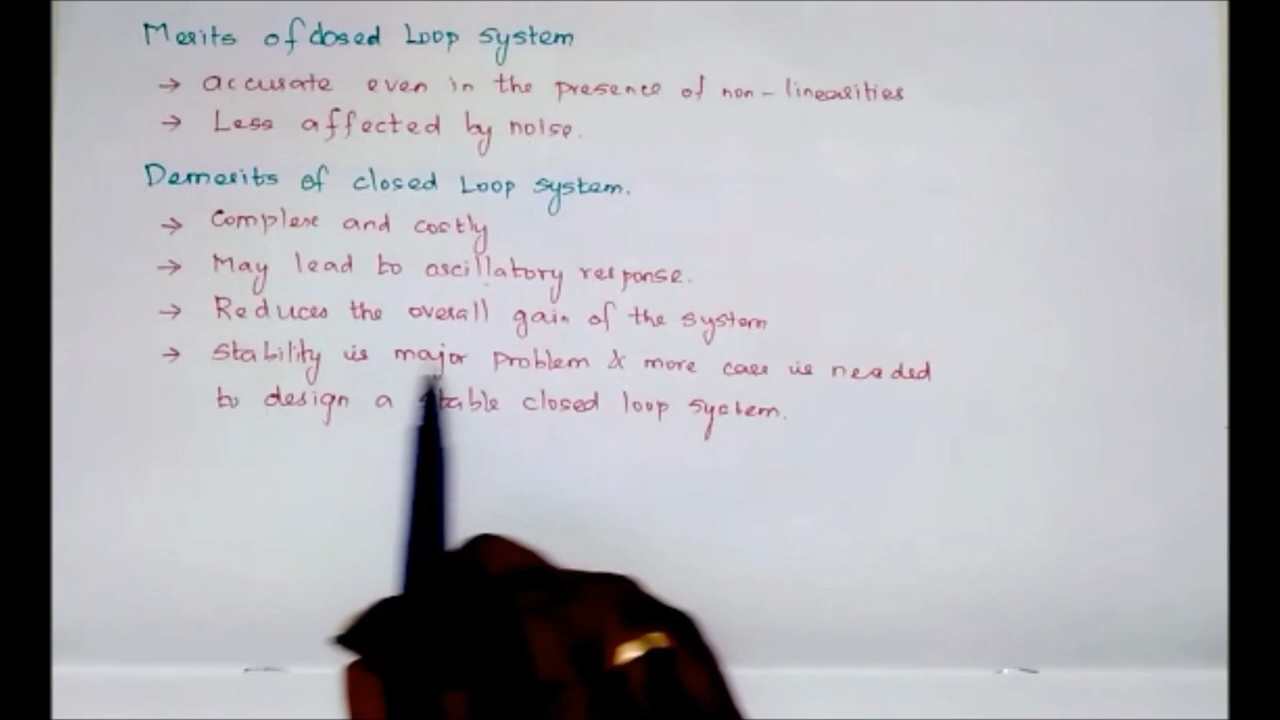 Merits of closed Loop system
→ accurate even in the presence of non-linearities
→ Less affected by noise.
Demerits of closed Loop system.
→ Complex and costly
→ May lead to oscillatory response.
→ Reduces the overall gain of the system
→ Stability is major problem & more care is needed
to design a stable closed loop system.